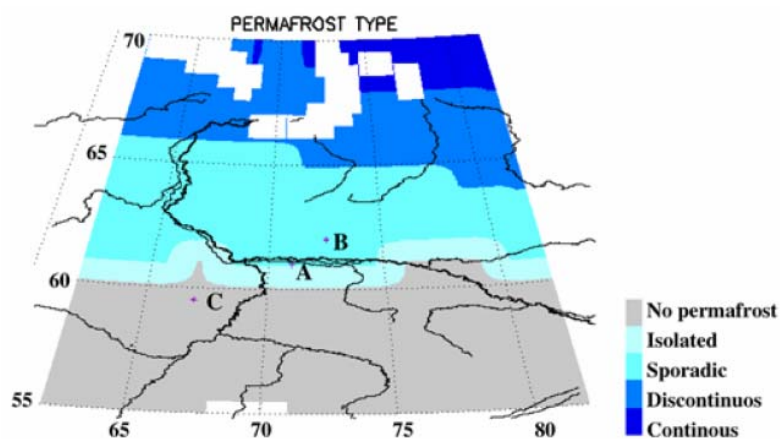 PERMAFROST TYPE
70
65
B
A
60
C
No permafrost
Isolated
Sporadic
Discontinuos
Continous
55
65
70
75
80